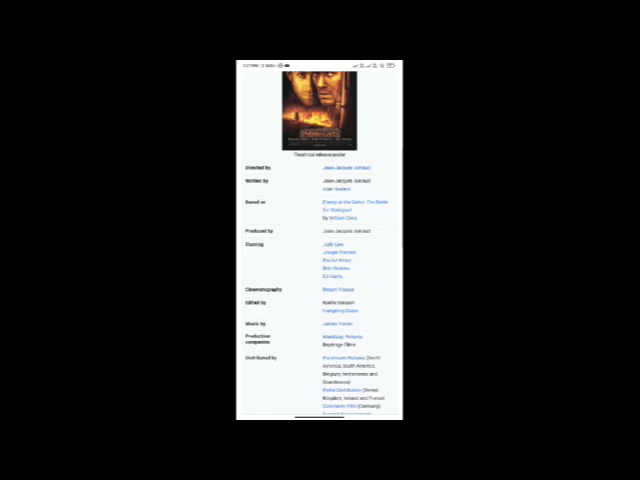 Theatrical release poster
Directed by Jean-Jacques Annaud
Written by Jean-Jacques Annaud
Alain Godard
Based on Enemy at the Gates: The Battle
for Stalingrad
by William Craig
Produced by Jean-Jacques Annaud
Starring Jude Law
Joseph Fiennes
Rachel Weisz
Bob Hoskins
Ed Harris
Cinematography Robert Fraisse
Edited by Noëlle Boisson
Humphrey Dixon
Music by James Horner
Production companies Mandalay Pictures
Repérage Films
Distributed by Paramount Pictures (North
America, South America,
Belgium, Netherlands and
Scandinavia)
Pathé Distribution (United
Kingdom, Ireland and France)
Constantin Film (Germany)